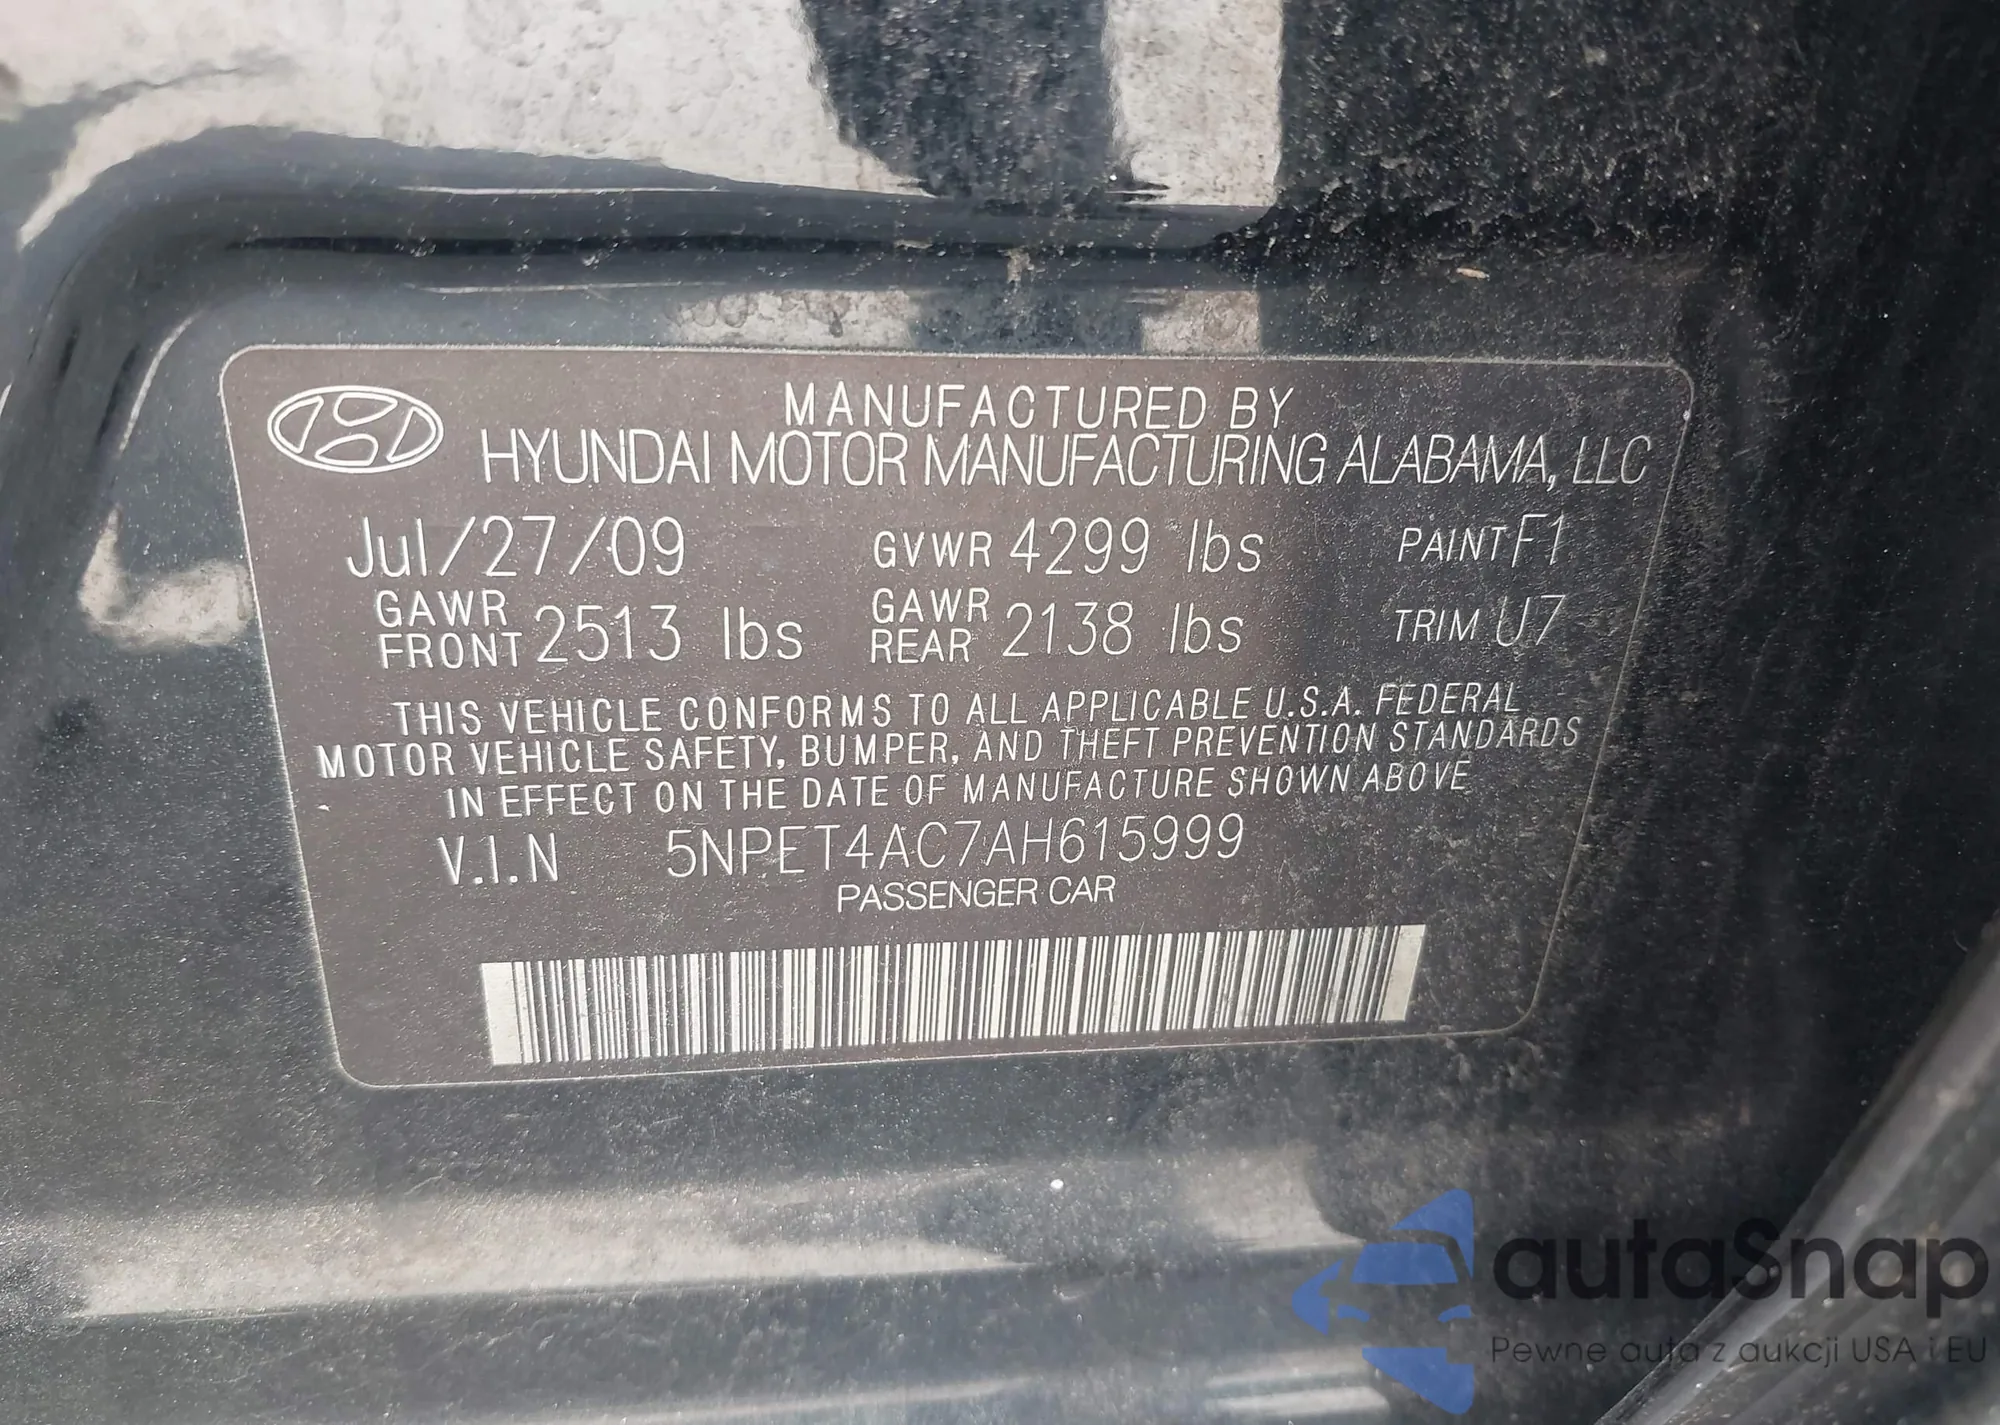 MANUFACTURED BY
HYUNDAI MOTOR MANUFACTURING ALABAMA, LLC
Jul/27/09 GVWR 4299 lbs PAINT F1
GAWR FRONT 2513 lbs GAWR REAR 2138 lbs TRIM U7
THIS VEHICLE CONFORMS TO ALL APPLICABLE U.S.A. FEDERAL
MOTOR VEHICLE SAFETY, BUMPER, AND THEFT PREVENTION STANDARDS
IN EFFECT ON THE DATE OF MANUFACTURE SHOWN ABOVE
V.I.N 5NPET4AC7AH615999
PASSENGER CAR
autaSnap
Pewne auta z aukcji USA i EU